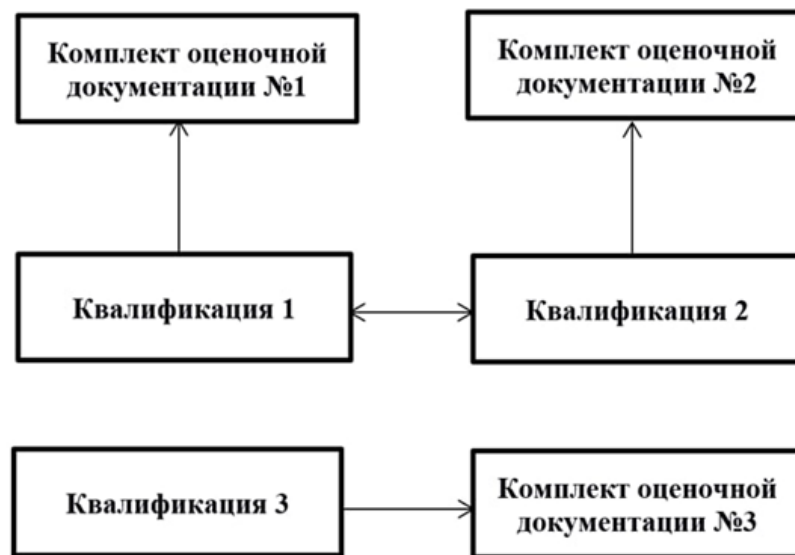 Комплект оценочной
документации №1
Комплект оценочной
документации №2
Квалификация 1
Квалификация 2
Квалификация 3
Комплект оценочной
документации №3